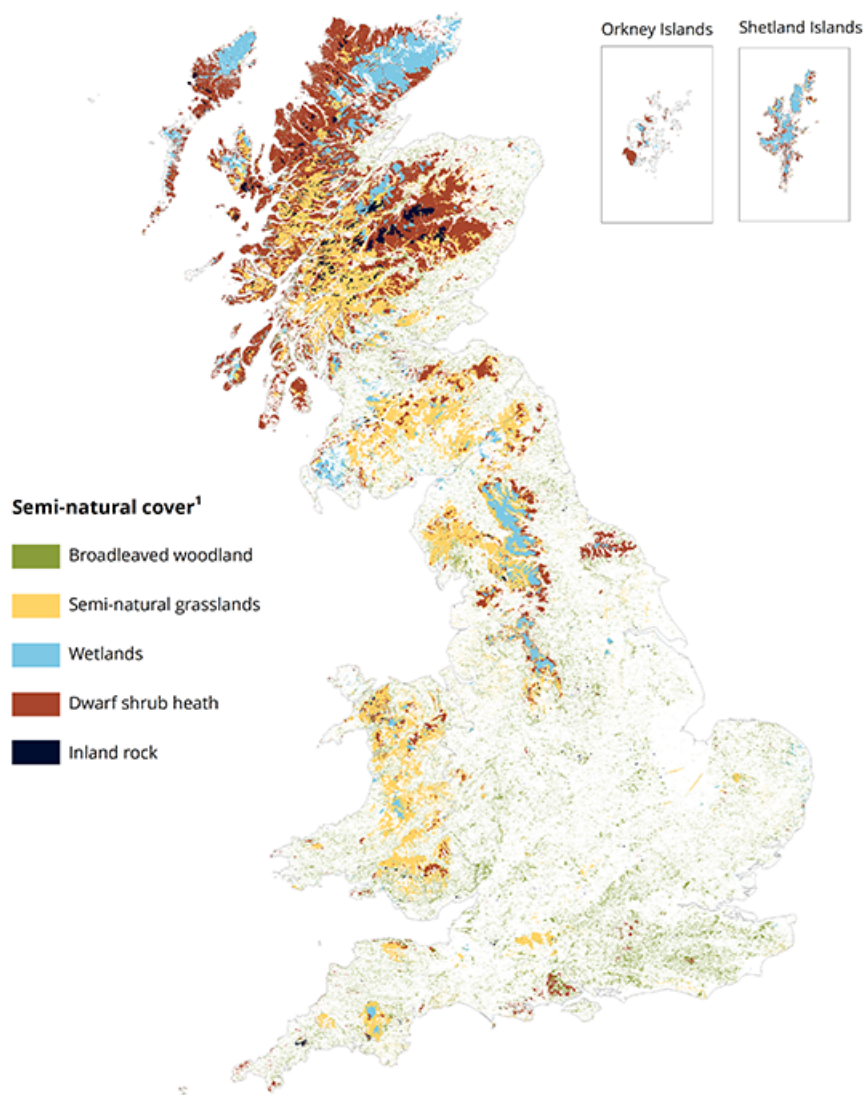 Orkney Islands
Shetland Islands
Semi-natural cover¹
Broadleaved woodland
Semi-natural grasslands
Wetlands
Dwarf shrub heath
Inland rock